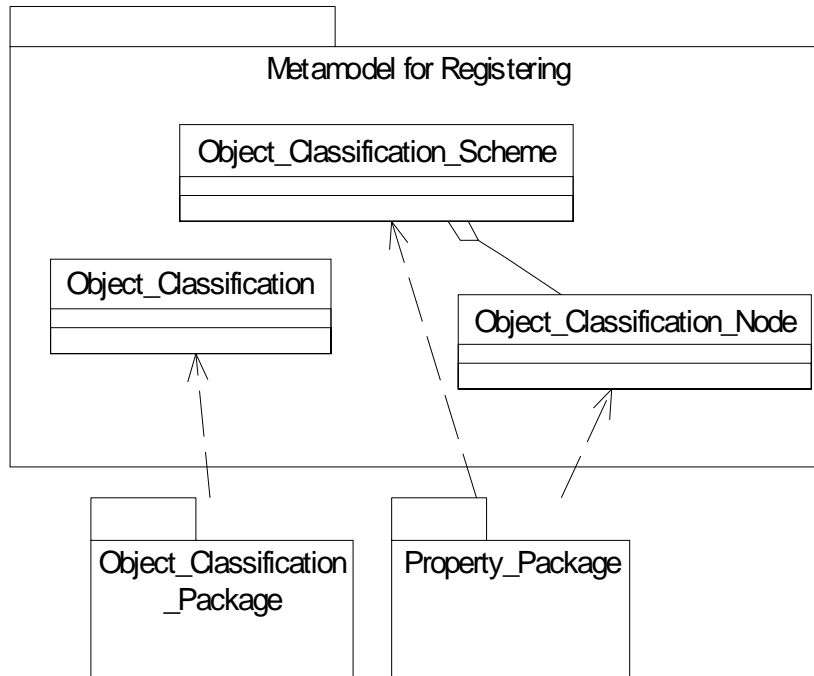 Metamodel for Registering
Object_Classification_Scheme
Object_Classification
Object_Classification_Node
Object_Classification
_Package
Property_Package